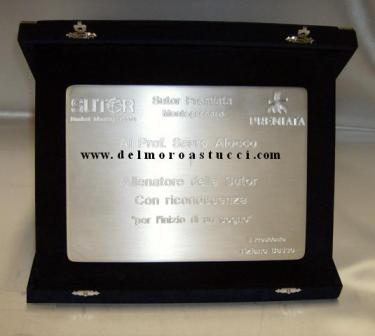 SUTOR
Sutor Premiata
Montegranaro
PREMIATA
Al Prof.
www.delmoroastucci.com
Allenatore della Sutor
Con riconoscenza
"per l'inizio di un sogno"
Il Presidente